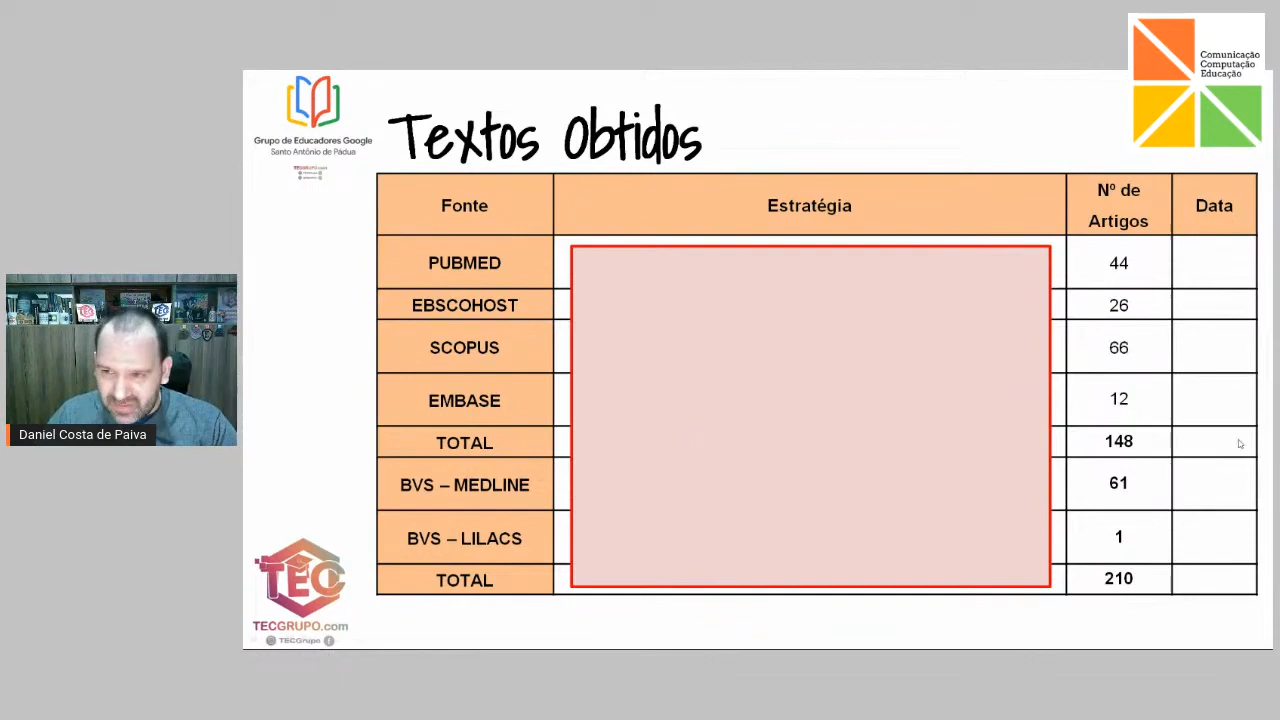 Comunicação
Computação
Educação
Grupo de Educadores Google
Santo Antônio de Pádua
TECGRUPO.com
Textos Obtidos
Fonte Estratégia Nº de Artigos Data
PUBMED 44
EBSCOHOST 26
SCOPUS 66
EMBASE 12
TOTAL 148
BVS – MEDLINE 61
BVS – LILACS 1
TOTAL 210
Daniel Costa de Paiva
TEC
TECGRUPO.com
TECGrupo